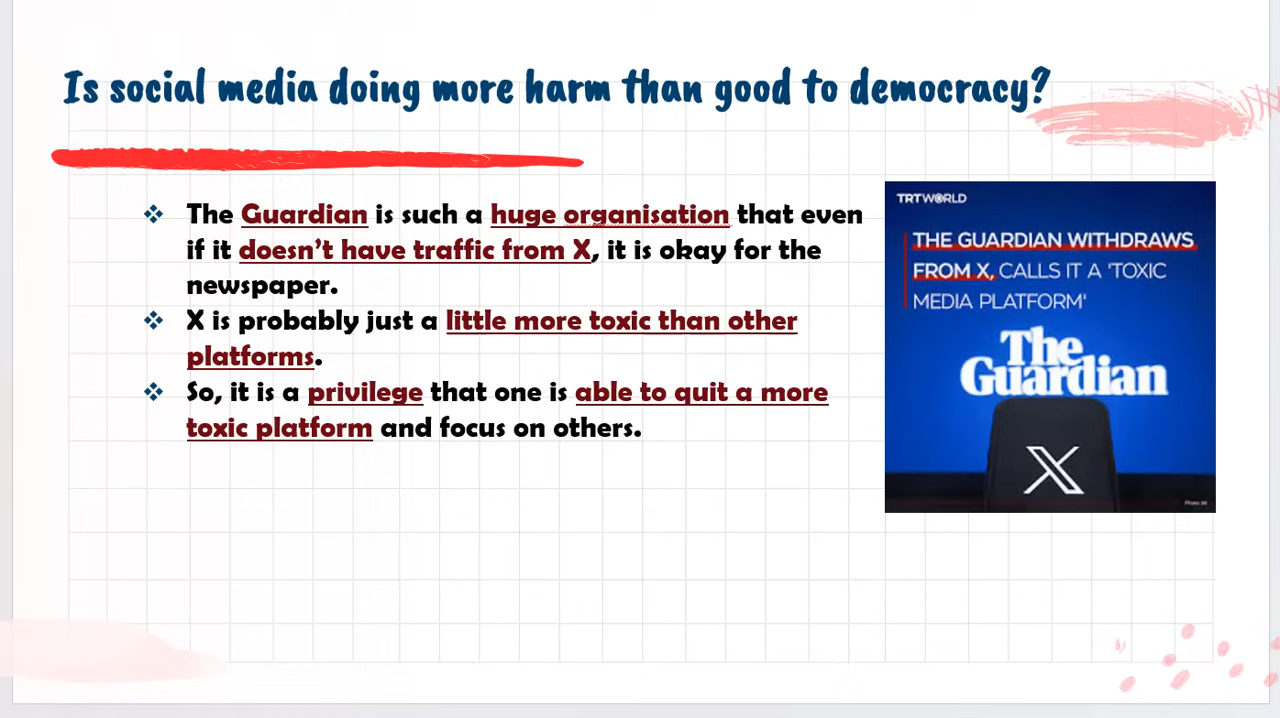 Is social media doing more harm than good to democracy?
❖ The Guardian is such a huge organisation that even
if it doesn't have traffic from X, it is okay for the
newspaper.
❖ X is probably just a little more toxic than other
platforms.
❖ So, it is a privilege that one is able to quit a more
toxic platform and focus on others.
TRT WORLD
THE GUARDIAN WITHDRAWS
FROM X, CALLS IT A 'TOXIC
MEDIA PLATFORM'
The
Guardian
X